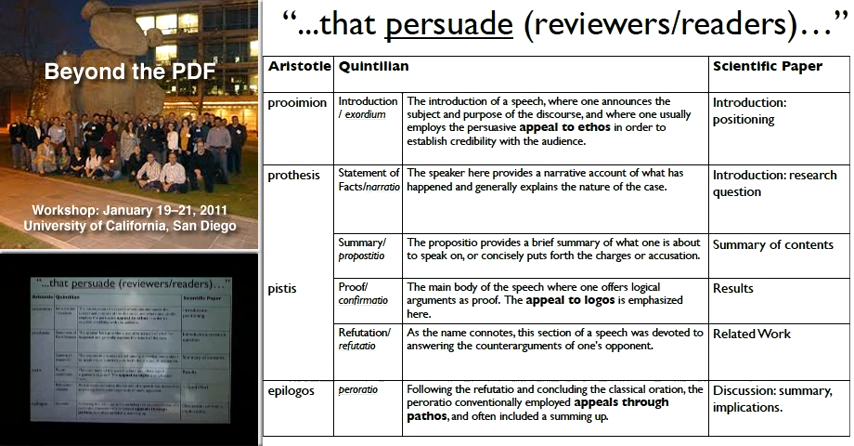 Beyond the PDF
Workshop: January 19–21, 2011
University of California, San Diego
"...that persuade (reviewers/readers)..."
"...that persuade (reviewers/readers)..."
Aristotle Quintilian Scientific Paper
prooimion
Introduction
/ exordium
The introduction of a speech, where one announces the
subject and purpose of the discourse, and where one usually
employs the persuasive appeal to ethos in order to
establish credibility with the audience.
Introduction:
positioning
prothesis
Statement of
Facts/narratio
The speaker here provides a narrative account of what has
happened and generally explains the nature of the case.
Introduction: research
question
Summary/
propostitio
The propositio provides a brief summary of what one is about
to speak on, or concisely puts forth the charges or accusation.
Summary of contents
pistis
Proof/
confirmatio
The main body of the speech where one offers logical
arguments as proof. The appeal to logos is emphasized
here.
Results
Refutation/
refutatio
As the name connotes, this section of a speech was devoted to
answering the counterarguments of one's opponent.
Related Work
epilogos
peroratio
Following the refutatio and concluding the classical oration, the
peroratio conventionally employed appeals through
pathos, and often included a summing up.
Discussion: summary,
implications.